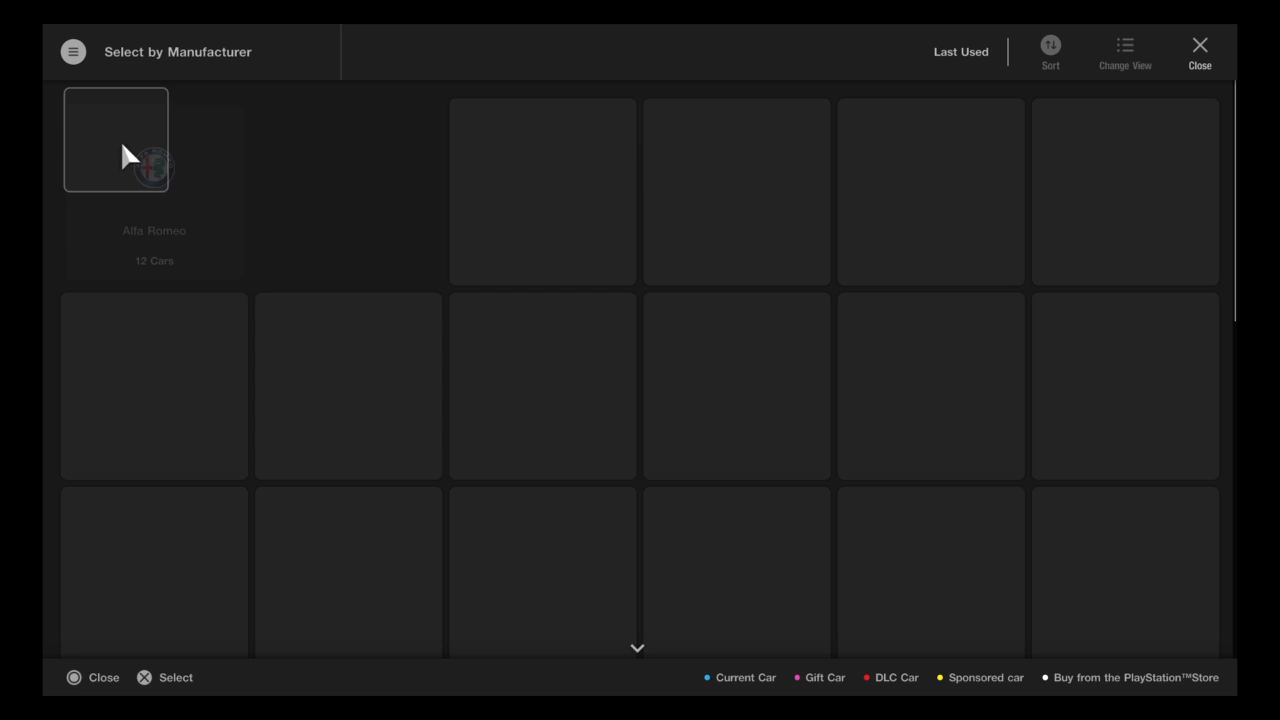 Select by Manufacturer
Last Used
Sort
Change View
Close
Alfa Romeo
12 Cars
Close
Select
Current Car
Gift Car
DLC Car
Sponsored car
Buy from the PlayStation™Store